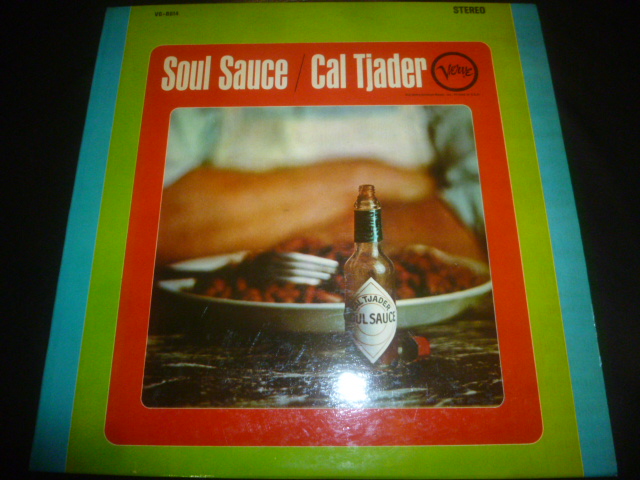 STEREO
Soul Sauce / Cal Tjader
Verve
TJADER
SOUL SAUCE